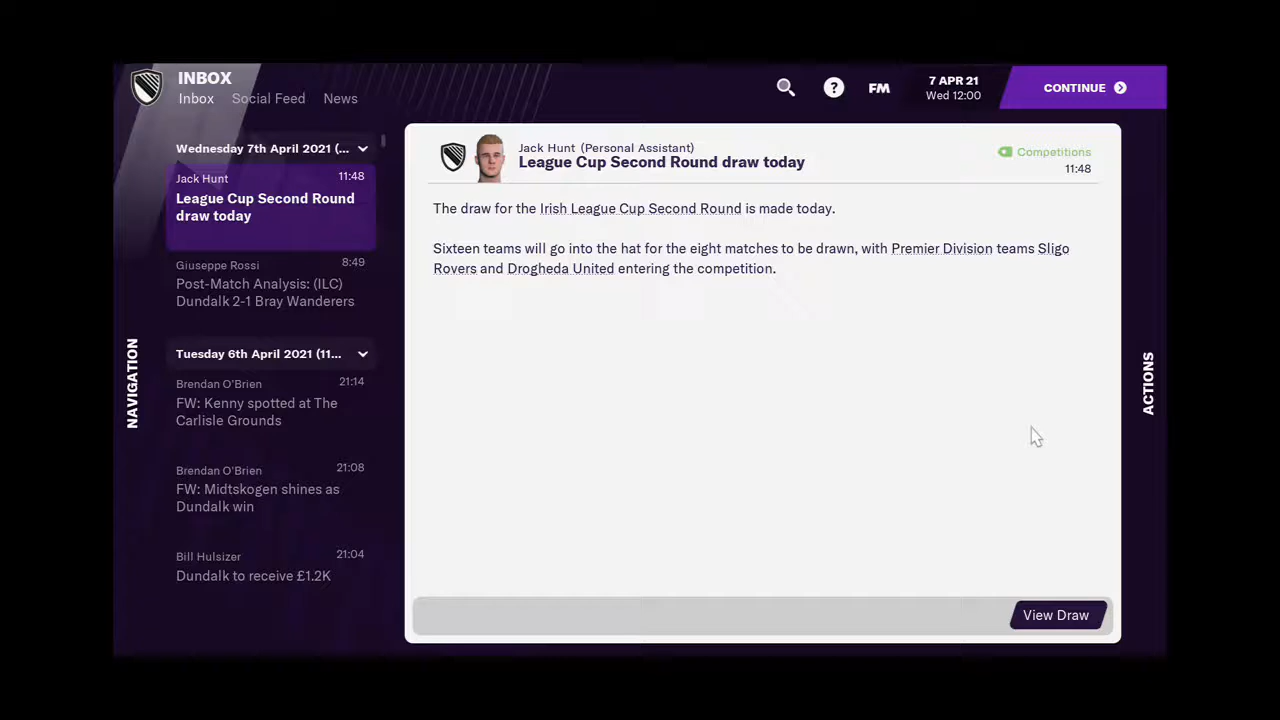 INBOX
Inbox Social Feed News
7 APR 21
Wed 12:00
FM
?
CONTINUE
NAVIGATION
Wednesday 7th April 2021 (...
Jack Hunt 11:48
League Cup Second Round
draw today
Giuseppe Rossi 8:49
Post-Match Analysis: (ILC)
Dundalk 2-1 Bray Wanderers
Tuesday 6th April 2021 (11...
Brendan O'Brien 21:14
FW: Kenny spotted at The
Carlisle Grounds
Brendan O'Brien 21:08
FW: Midtskogen shines as
Dundalk win
Bill Hulsizer 21:04
Dundalk to receive £1.2K
Jack Hunt (Personal Assistant)
League Cup Second Round draw today
Competitions
11:48
The draw for the Irish League Cup Second Round is made today.
Sixteen teams will go into the hat for the eight matches to be drawn, with Premier Division teams Sligo
Rovers and Drogheda United entering the competition.
View Draw
ACTIONS